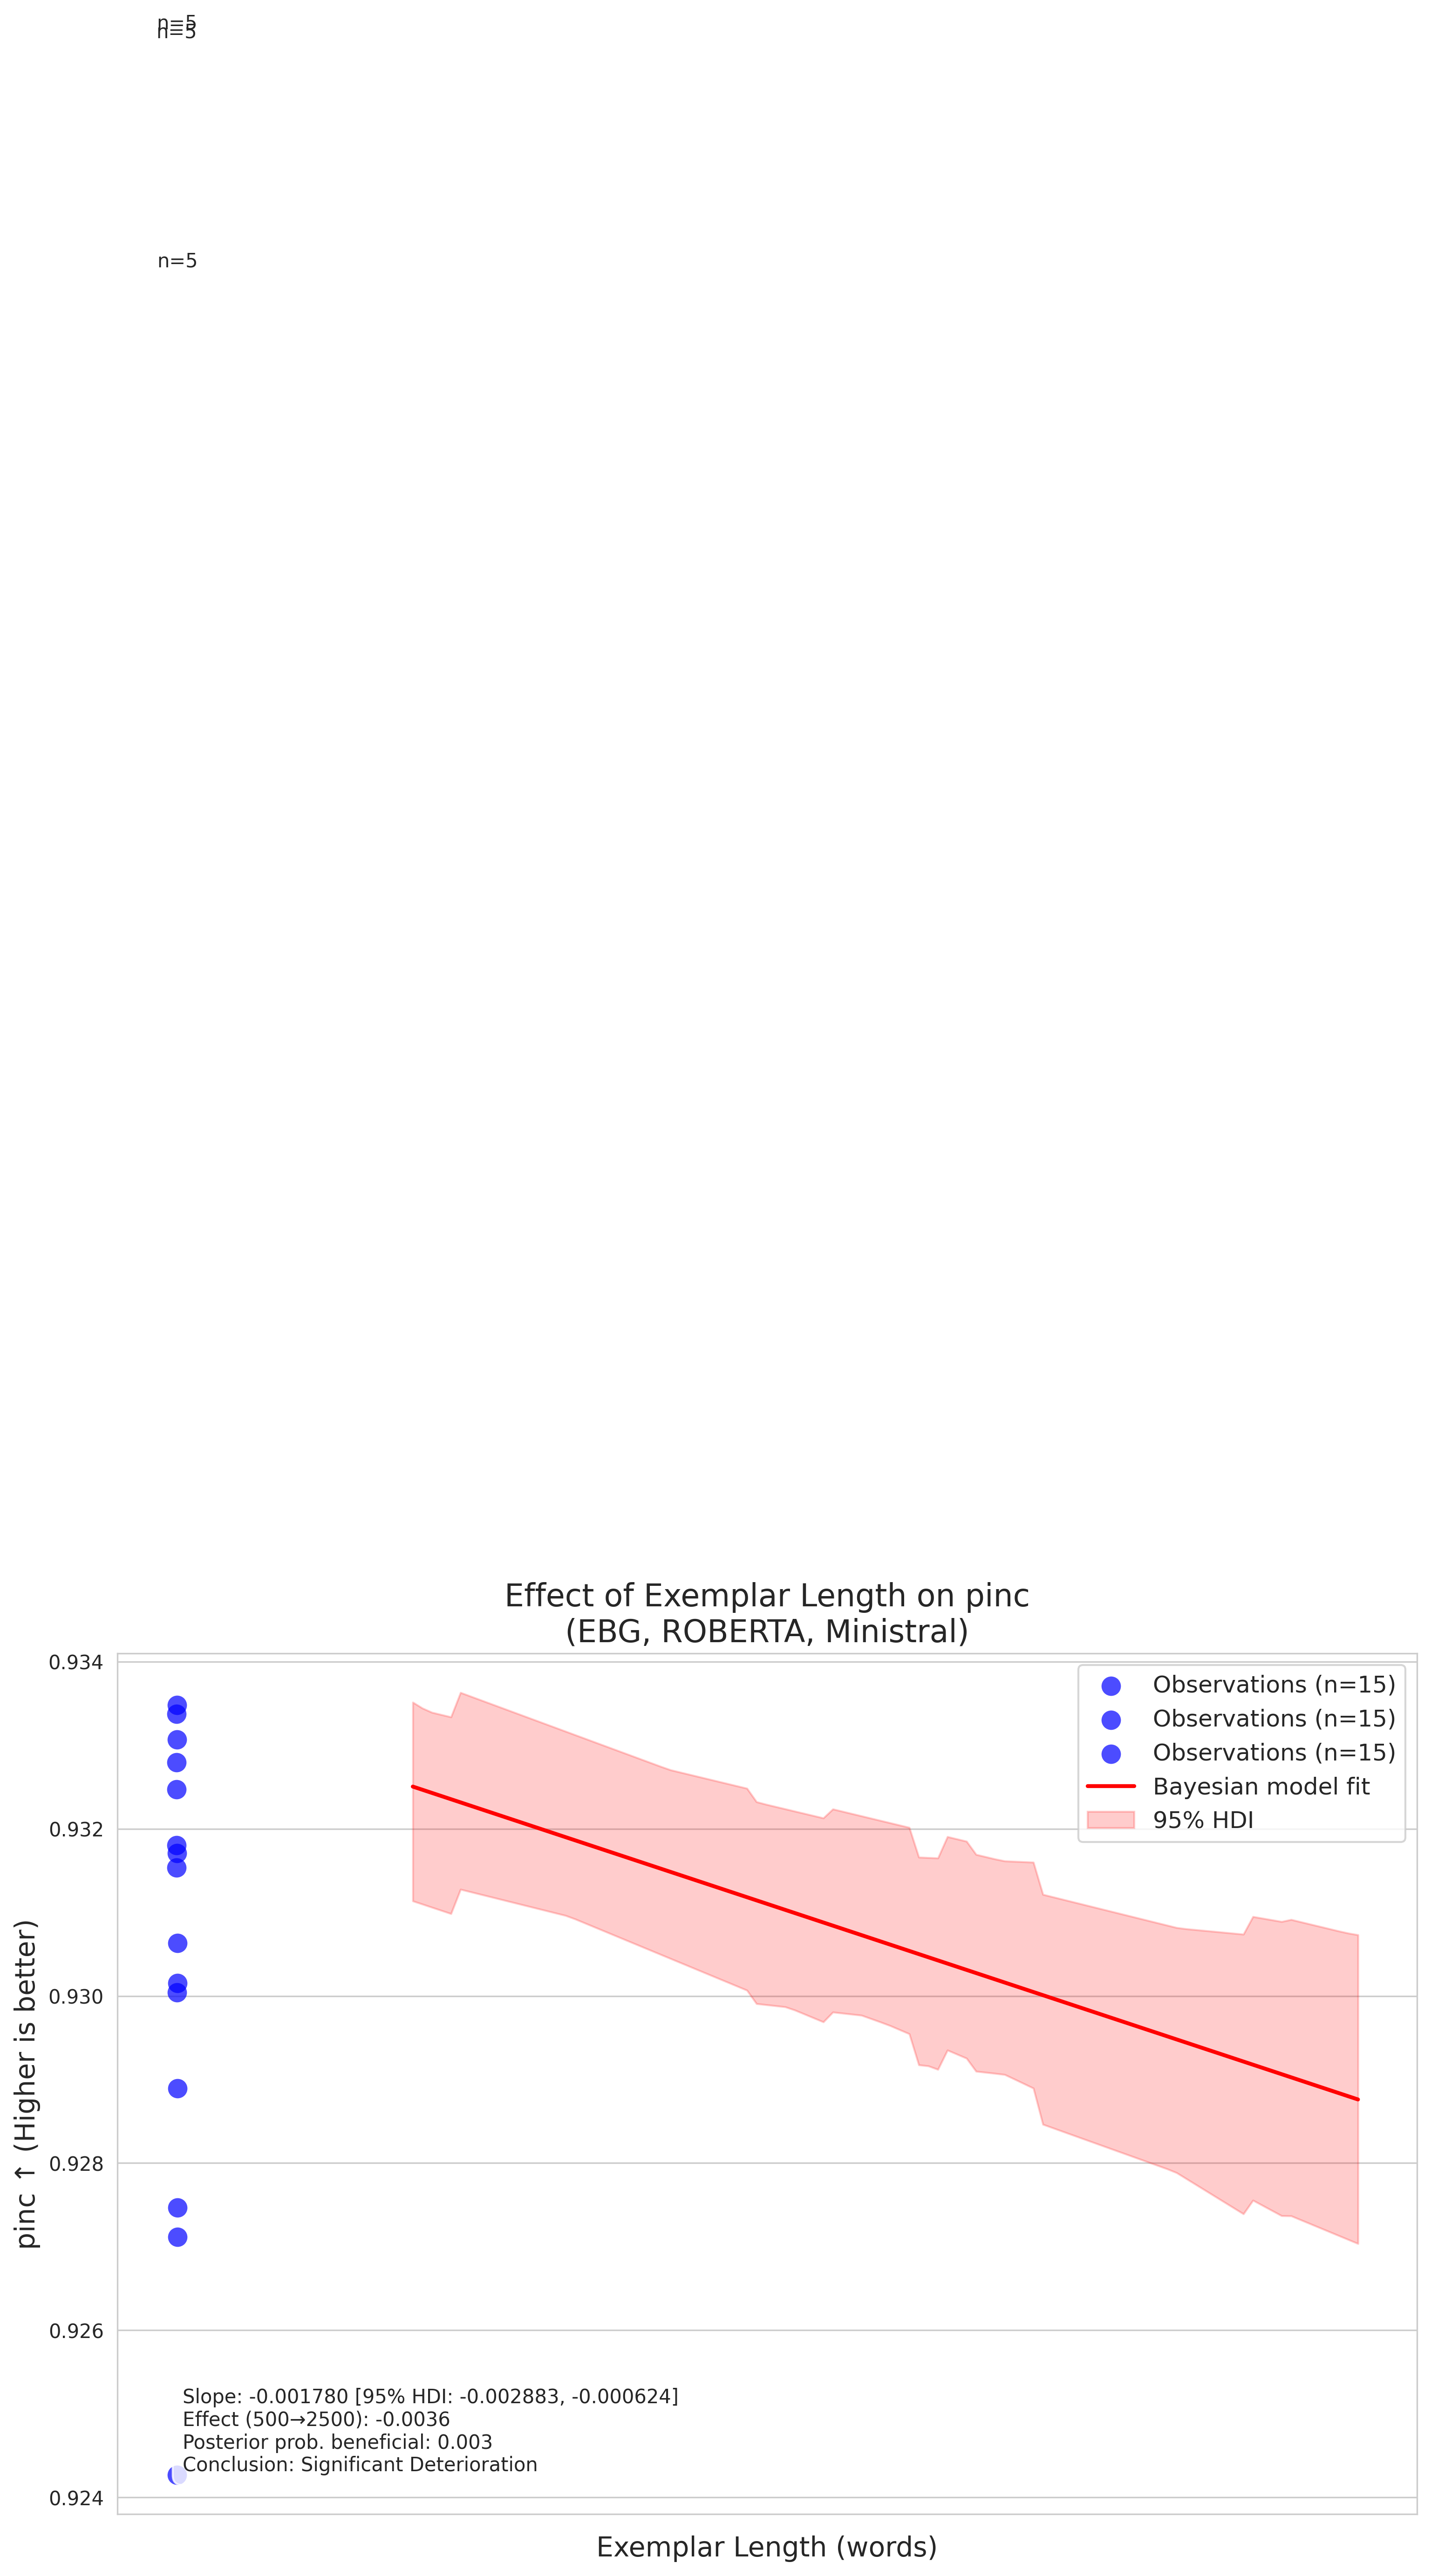 n=5
n=5
n=5
Effect of Exemplar Length on pinc
(EBG, ROBERTA, Ministral)
Observations (n=15)
Observations (n=15)
Observations (n=15)
Bayesian model fit
95% HDI
pinc ↑ (Higher is better)
0.934
0.932
0.930
0.928
0.926
0.924
Slope: -0.001780 [95% HDI: -0.002883, -0.000624]
Effect (500→2500): -0.0036
Posterior prob. beneficial: 0.003
Conclusion: Significant Deterioration
Exemplar Length (words)